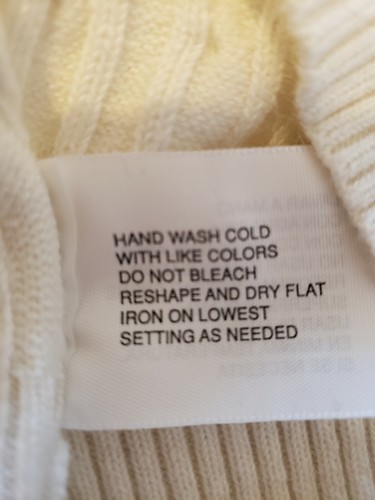 HAND WASH COLD
WITH LIKE COLORS
DO NOT BLEACH
RESHAPE AND DRY FLAT
IRON ON LOWEST
SETTING AS NEEDED